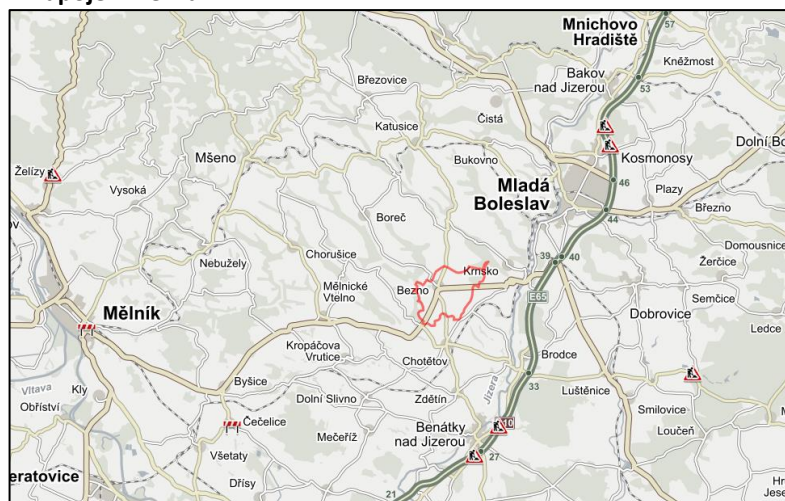 Mnichovo
Hradiště
57
Kněžmost
Březovice
Bakov
nad Jizerou
53
Čistá
Katusice
Mšeno
Bukovno
Kosmonosy
Želízy
Vysoká
Mladá
Boleslav
46
Plazy
44
Březno
Boreč
Domousnice
Chorušice
Nebužely
Krnsko
39
40
Žerčice
Mělnické
Vtelno
Bezno
E65
Semčice
Mělník
Dobrovice
Ledce
Kropáčova
Vrutice
Chotětov
Brodce
Byšice
Vltava
Kly
Jizera
33
Luštěnice
Dolní Slivno
Zdětín
Obříství
Čečelice
Smilovice
Mečeříž
Benátky
nad Jizerou
10
Loučeň
Všetaty
27
Dřísy
21